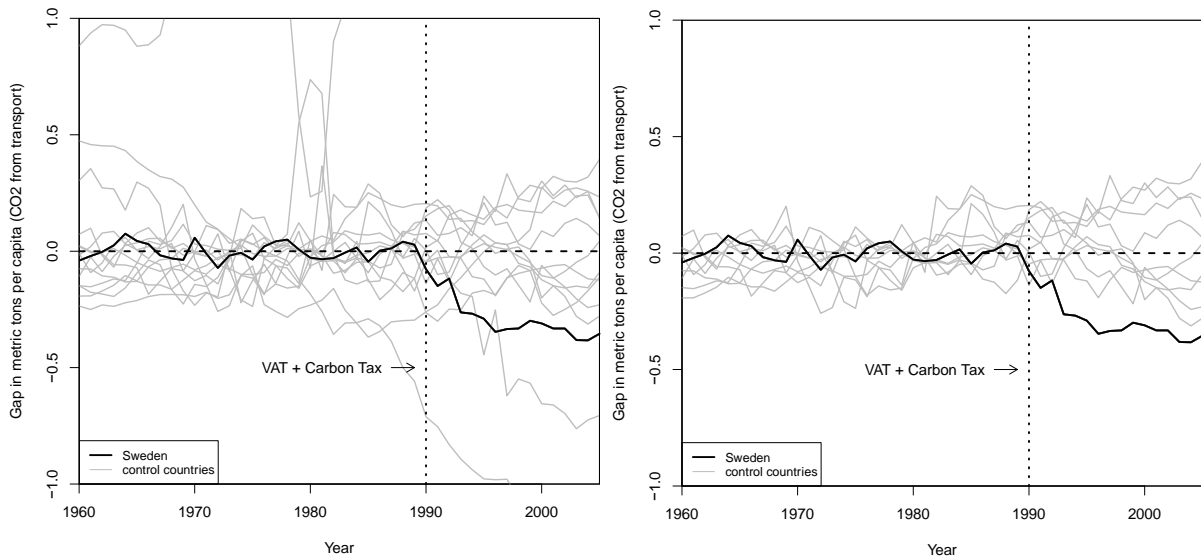 1.0
0.5
0.0
−0.5
−1.0
Gap in metric tons per capita (CO2 from transport)
VAT + Carbon Tax
Sweden
control countries
1960
1970
1980
1990
2000
Year
1.0
0.5
0.0
−0.5
−1.0
Gap in metric tons per capita (CO2 from transport)
VAT + Carbon Tax
Sweden
control countries
1960
1970
1980
1990
2000
Year